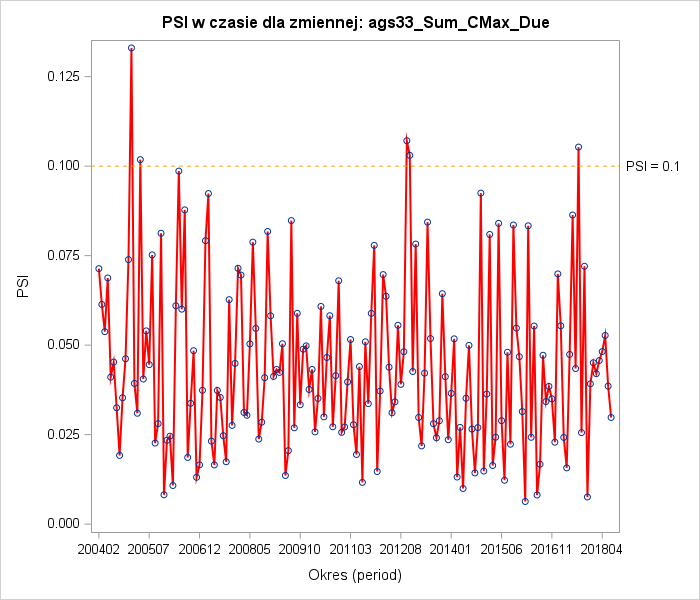 PSI w czasie dla zmiennej: ags33_Sum_CMax_Due
0.125
0.100
PSI = 0.1
0.075
PSI
0.050
0.025
0.000
200402 200507 200612 200805 200910 201103 201208 201401 201506 201611 201804
Okres (period)